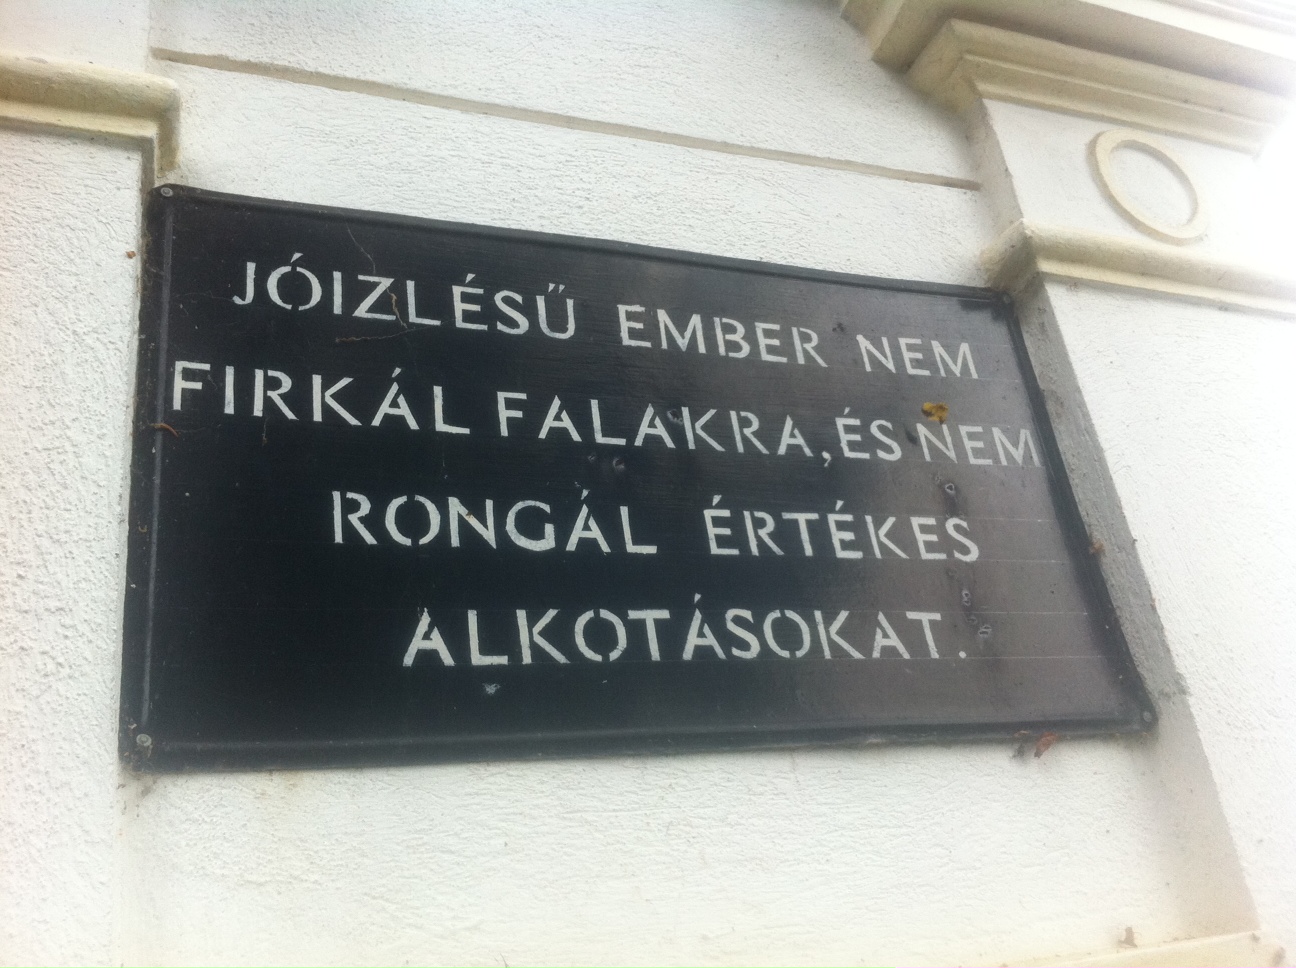 JÓIZLÉSŰ EMBER NEM
FIRKÁL FALAKRA, ÉS NEM
RONGÁL ÉRTÉKES
ALKOTÁSOKAT.